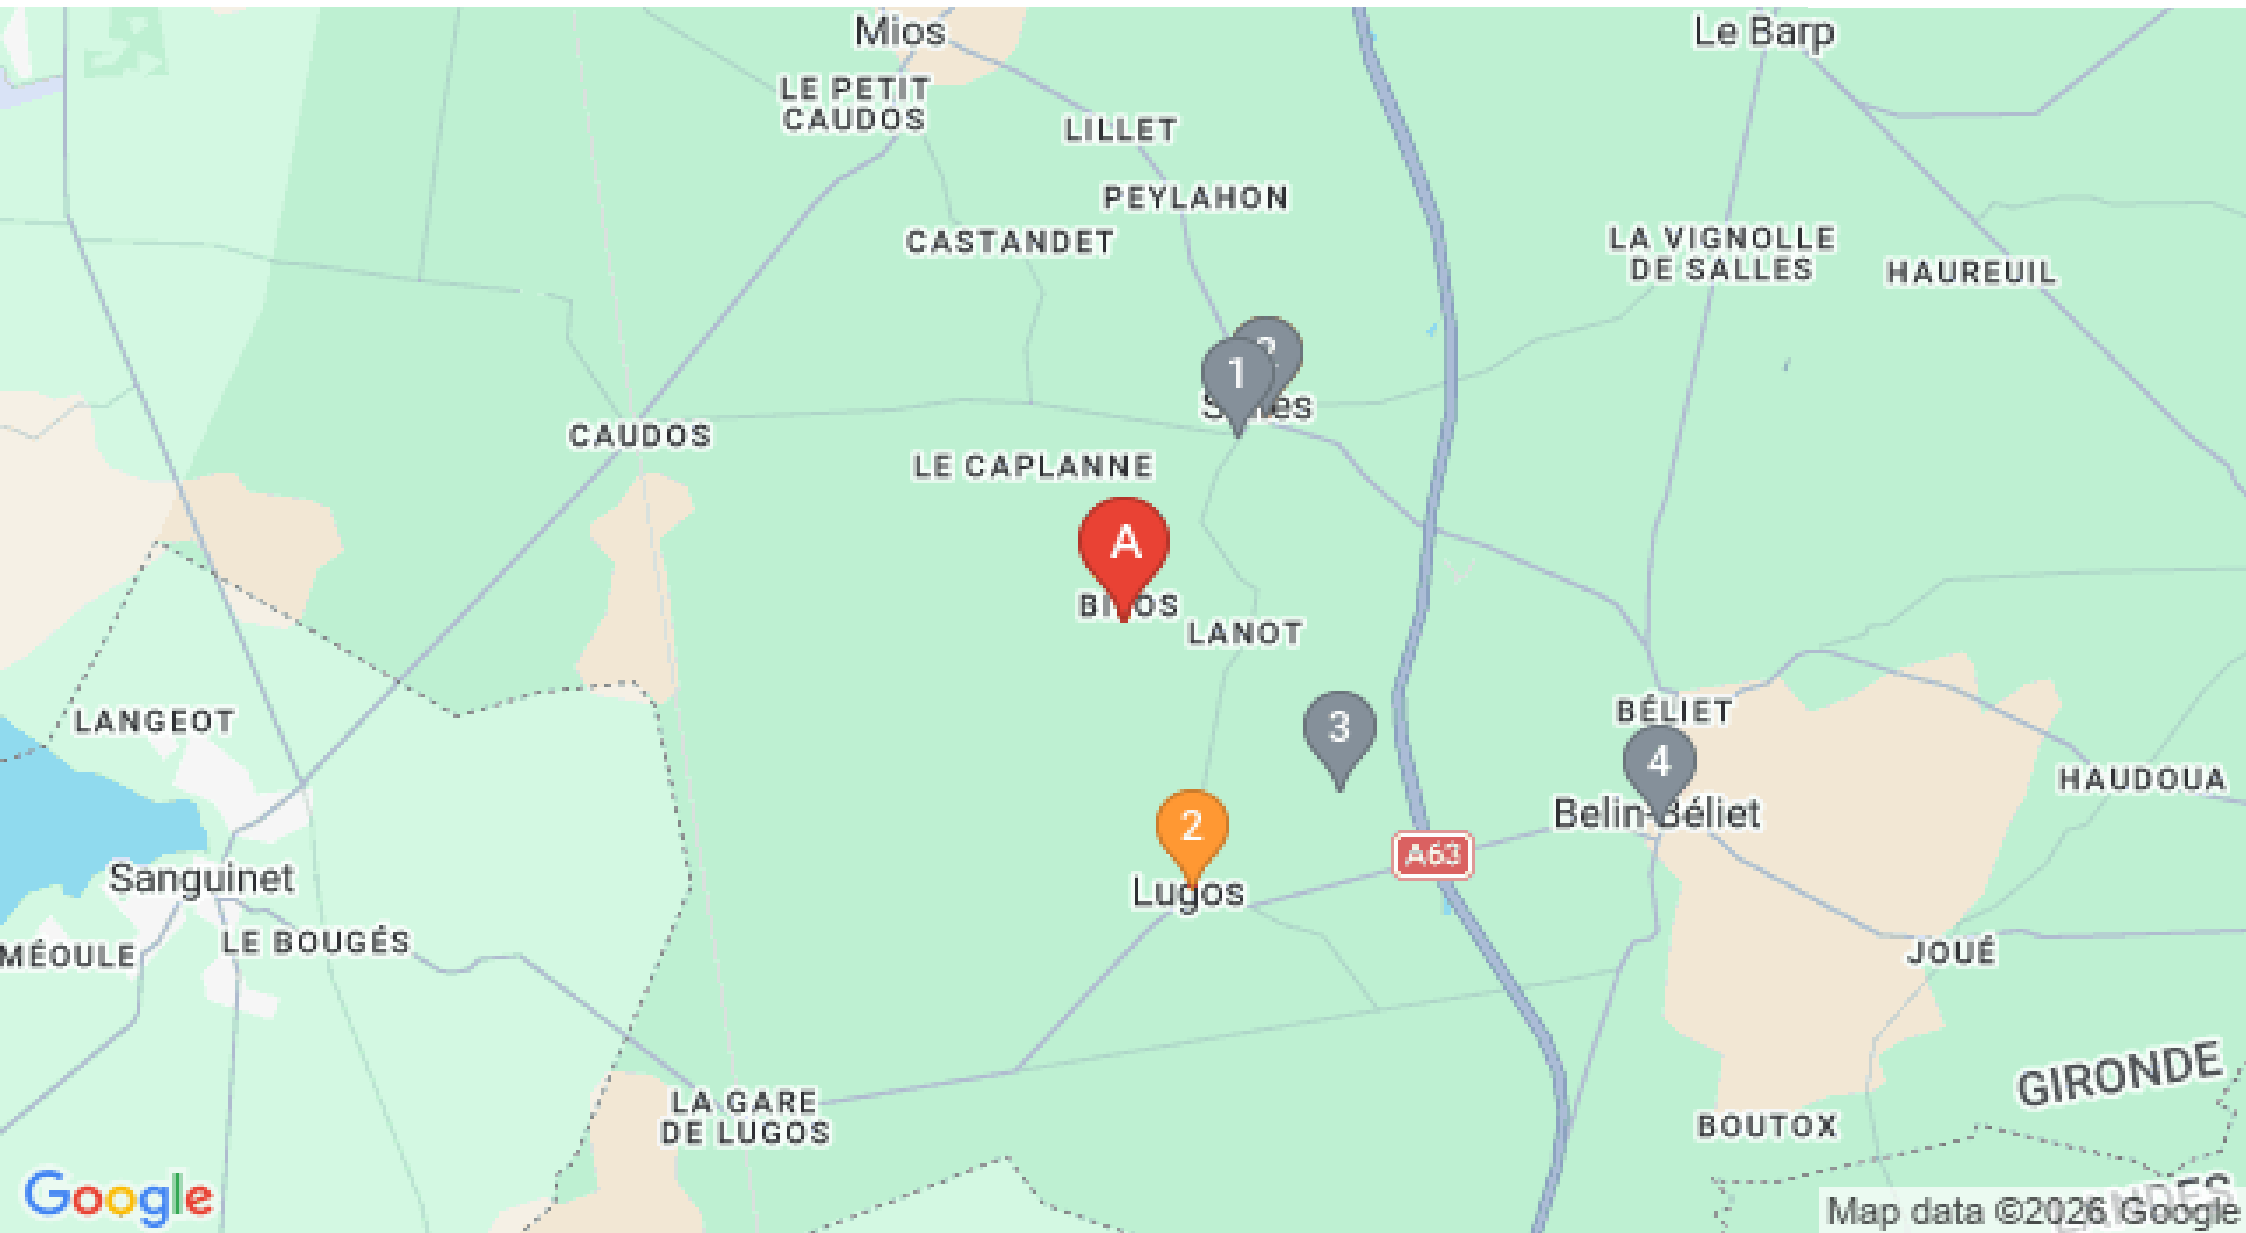 Mios
Le Barp
LE PETIT
CAUDOS
LILLET
PEYLAHON
CASTANDET
LA VIGNOLLE
DE SALLES
HAUREUIL
1
CAUDOS
LE CAPLANNE
A
LANOT
LANGEOT
3
BÉLIET
4
HAUDOUA
Belin-Béliet
2
A63
Sanguinet
Lugos
MÉOULE
LE BOUGÉS
JOUÉ
LA GARE
DE LUGOS
GIRONDE
BOUTOX
Google
LANDES
Map data ©2026 Google